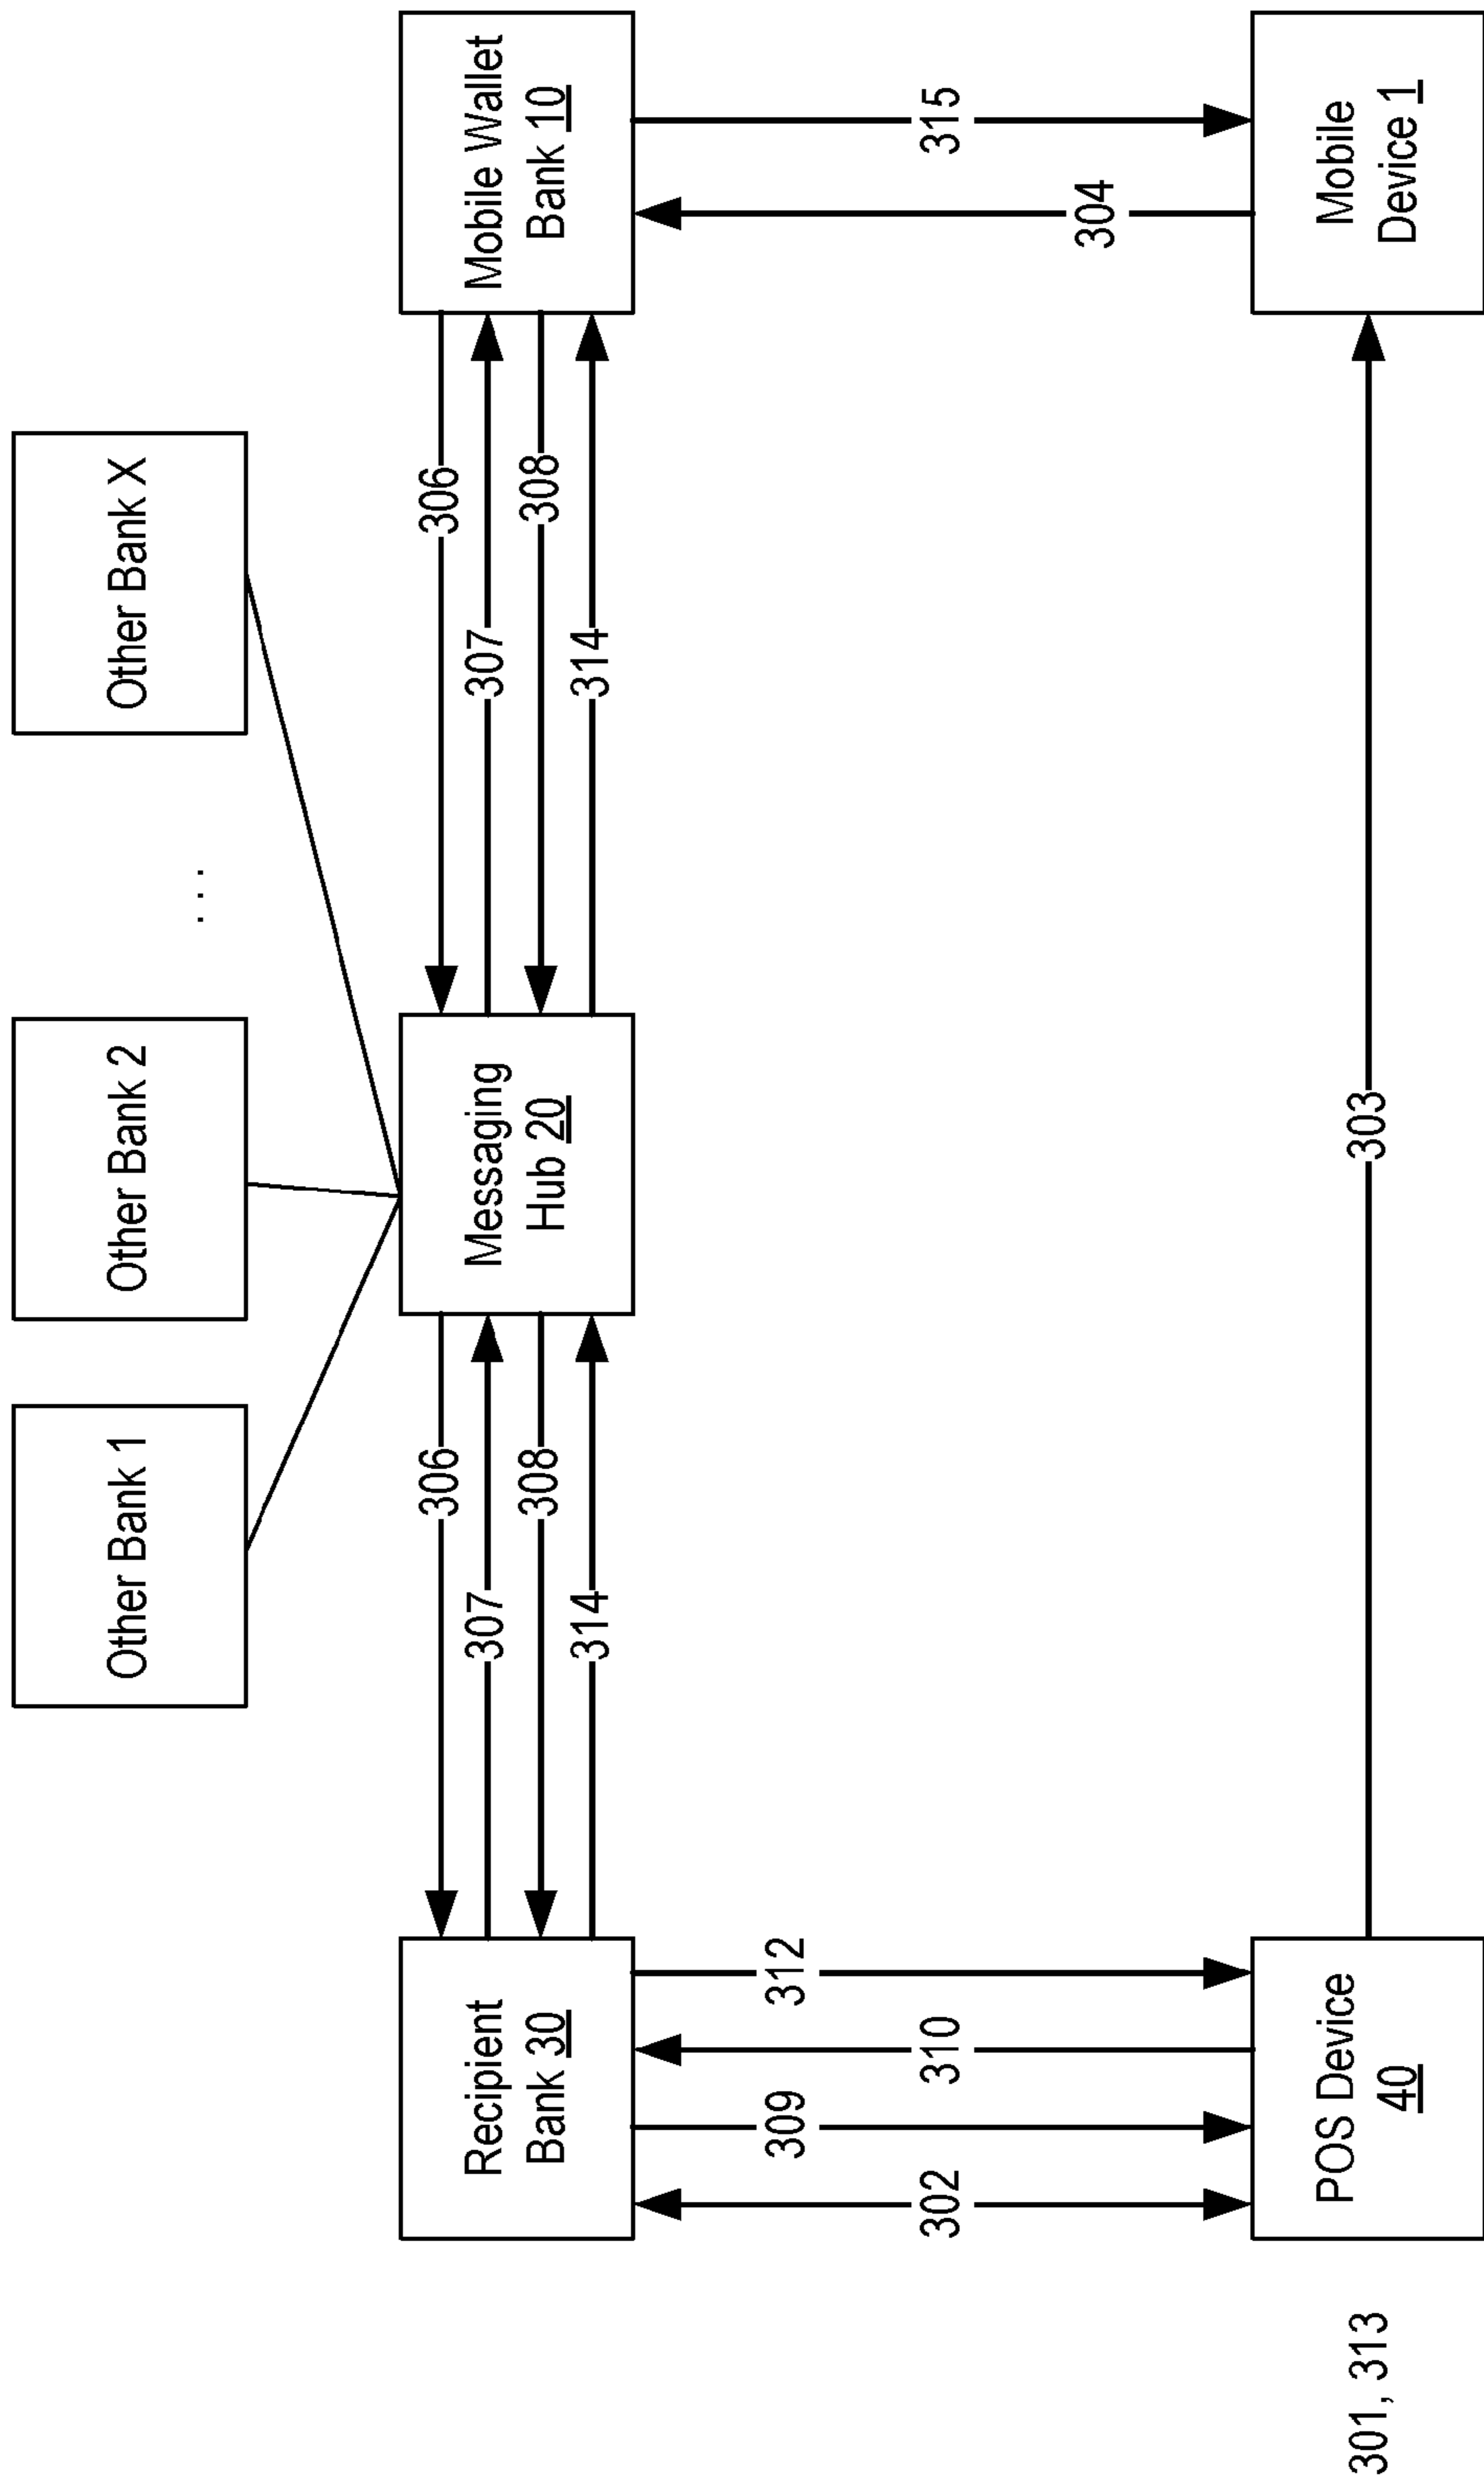 Other Bank 1
Other Bank 2
. . .
Other Bank X
Recipient
Bank 30
306
307
308
314
Messaging
Hub 20
306
307
308
314
Mobile Wallet
Bank 10
302
309
310
312
304
315
301, 313
POS Device
40
303
Mobile
Device 1